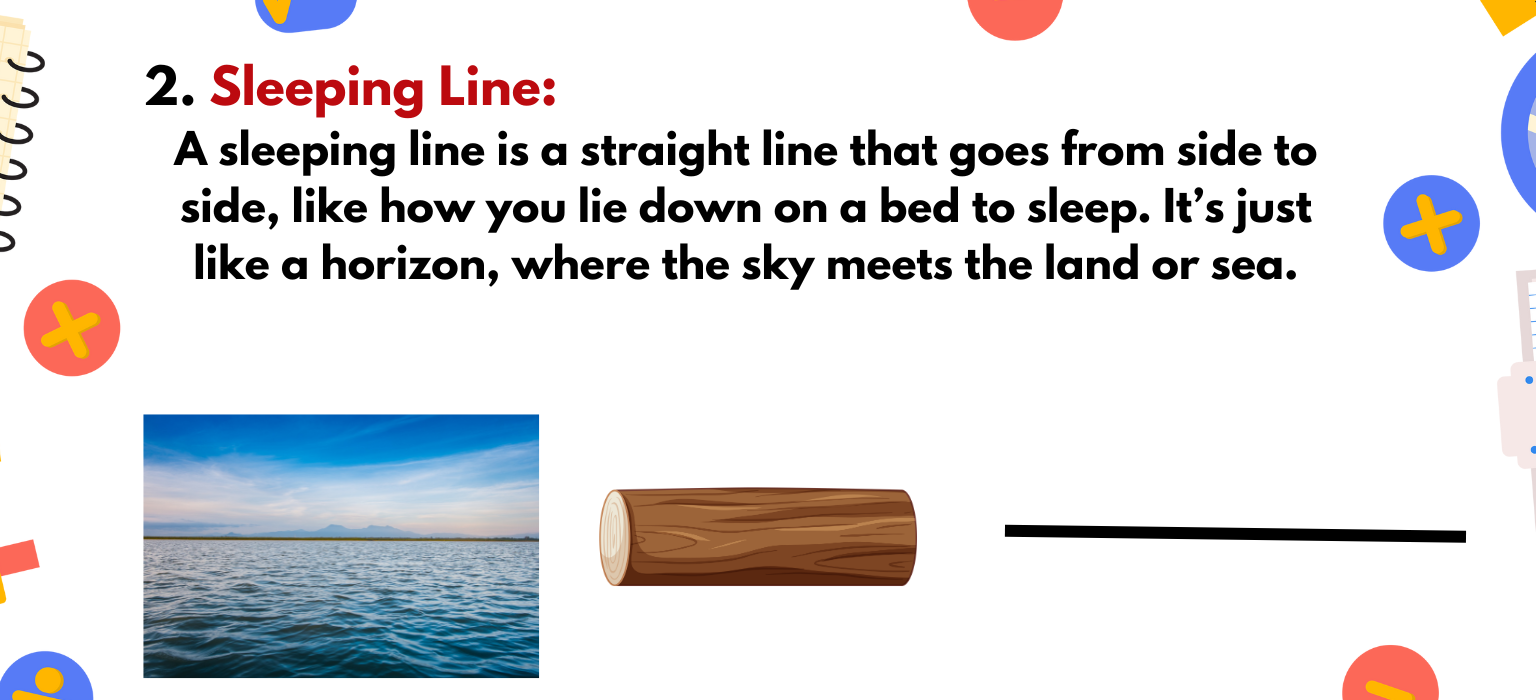 2. Sleeping Line:
A sleeping line is a straight line that goes from side to
side, like how you lie down on a bed to sleep. It’s just
like a horizon, where the sky meets the land or sea.